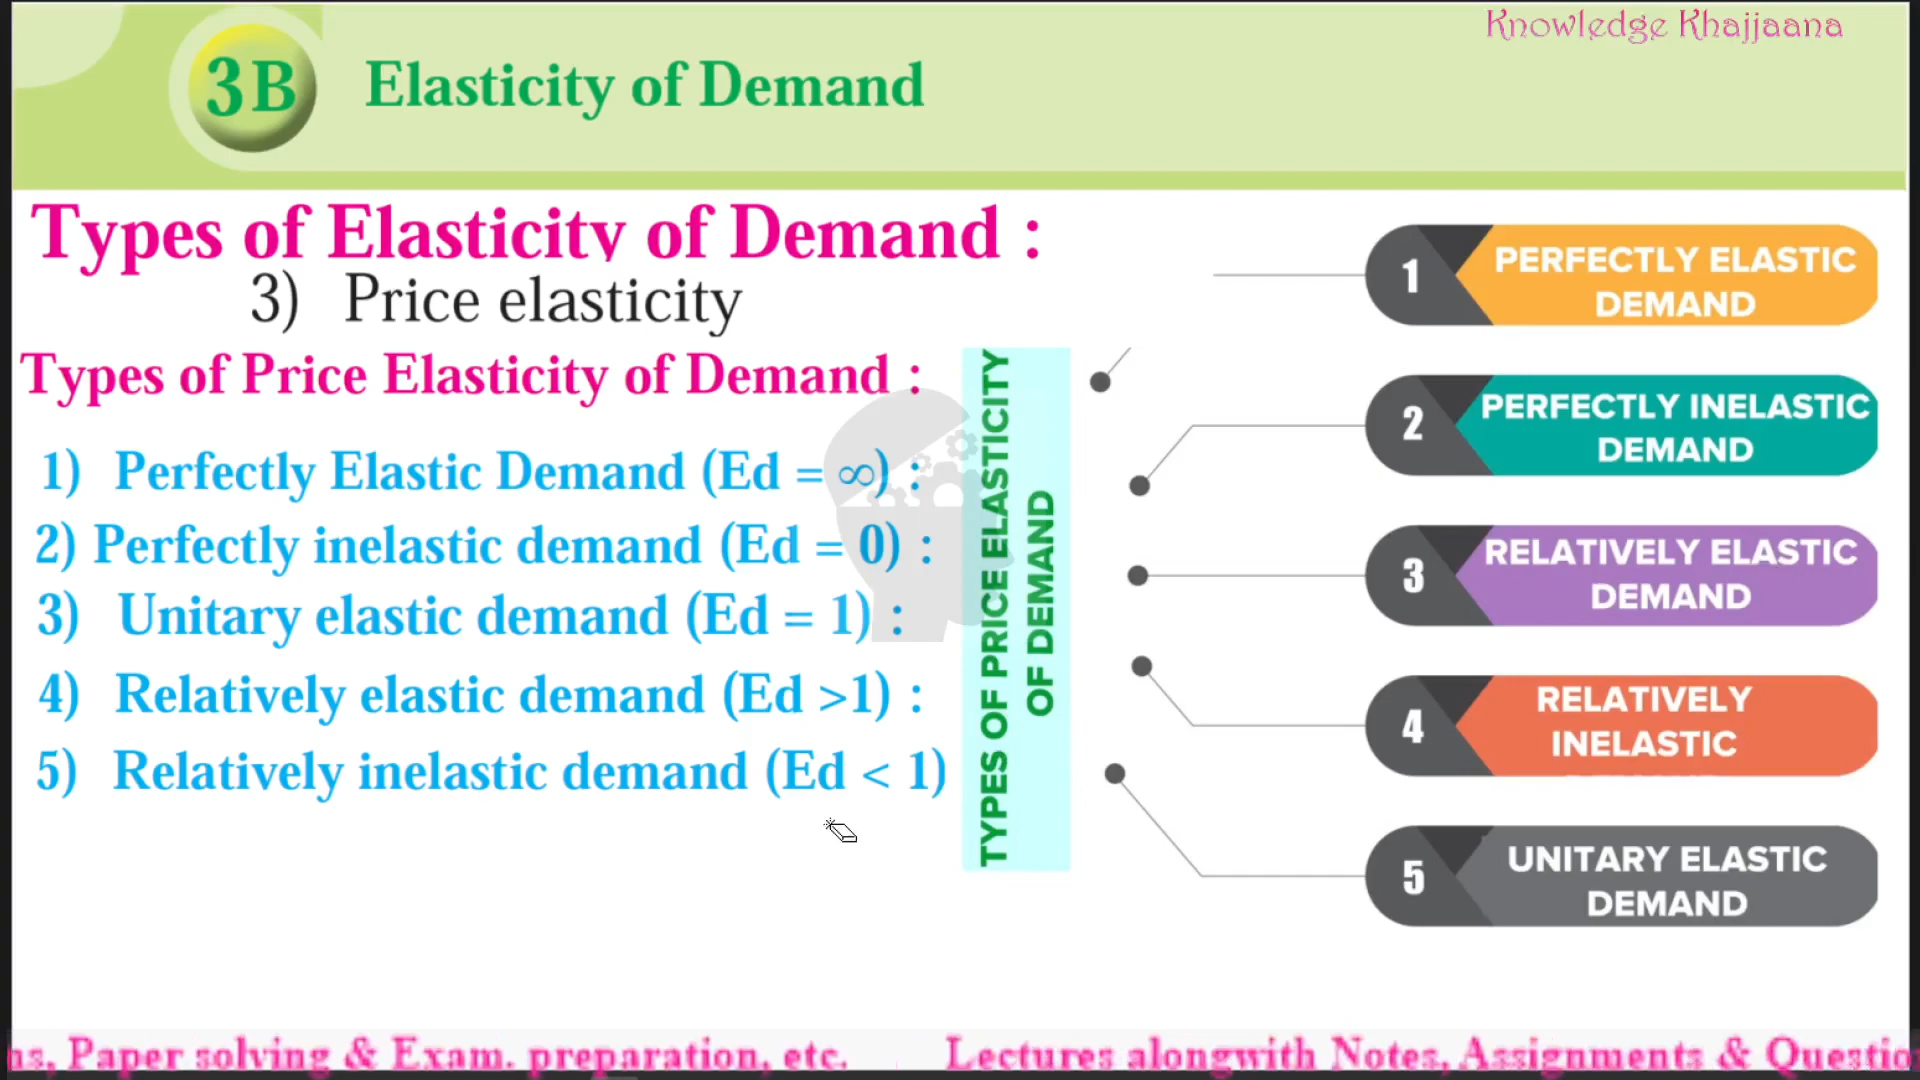 Knowledge Khajjaana
3B Elasticity of Demand
Types of Elasticity of Demand :
3) Price elasticity
Types of Price Elasticity of Demand :
1) Perfectly Elastic Demand (Ed = ∞) :
2) Perfectly inelastic demand (Ed = 0) :
3) Unitary elastic demand (Ed = 1) :
4) Relatively elastic demand (Ed >1) :
5) Relatively inelastic demand (Ed < 1)
TYPES OF PRICE ELASTICITY
OF DEMAND
1 PERFECTLY ELASTIC
DEMAND
2 PERFECTLY INELASTIC
DEMAND
3 RELATIVELY ELASTIC
DEMAND
4 RELATIVELY
INELASTIC
5 UNITARY ELASTIC
DEMAND
ns, Paper solving & Exam. preparation, etc. Lectures alongwith Notes, Assignments & Questio